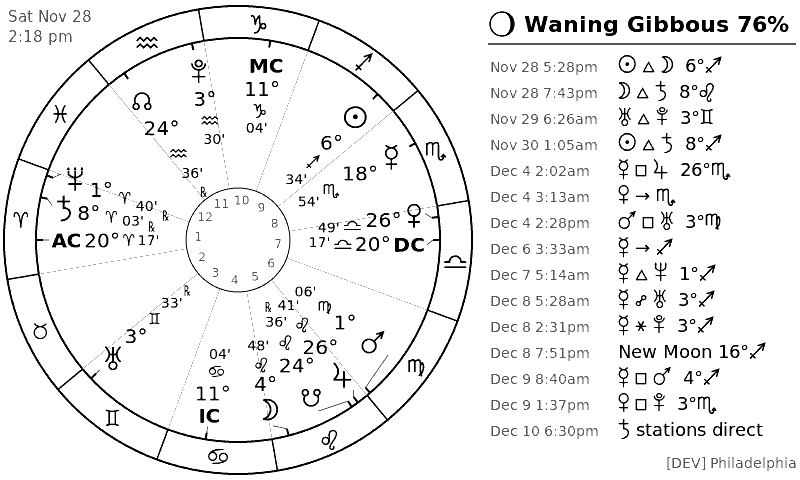 Sat Nov 28
2:18 pm
♑
♒
♐
♓
♏
♈
♎
♉
♍
♊
♌
♋
MC 11° ♑ 04'
♇ 3° ♒ 30'
☊ 24° ♒ 36' ℞
☉ 6° ♐ 34'
☿ 18° ♏ 54'
♆ 1° ♈ 40' ℞
♄ 8° ♈ 03' ℞
AC 20° ♈ 17'
49' ♎ 26° ♀
17' ♎ 20° DC
♅ 3° ♊ 33' ℞
IC 11° ♋ 04'
☽ 4° ♌ 48'
☋ 24° ♌ 36' ℞
♃ 26° ♌ 41'
♂ 1° ♍ 06'
1
2
3
4
5
6
7
8
9
10
11
12
Waning Gibbous 76%
Nov 28 5:28pm ☉ △ ☽ 6°♐
Nov 28 7:43pm ☽ △ ♄ 8°♌
Nov 29 6:26am ♅ △ ♇ 3°♊
Nov 30 1:05am ☉ △ ♄ 8°♐
Dec 4 2:02am ☿ □ ♃ 26°♏
Dec 4 3:13am ♀ → ♏
Dec 4 2:28pm ♂ □ ♅ 3°♍
Dec 6 3:33am ☿ → ♐
Dec 7 5:14am ☿ △ ♆ 1°♐
Dec 8 5:28am ☿ ☍ ♅ 3°♐
Dec 8 2:31pm ☿ ⚹ ♇ 3°♐
Dec 8 7:51pm New Moon 16°♐
Dec 9 8:40am ☿ □ ♂ 4°♐
Dec 9 1:37pm ♀ □ ♇ 3°♏
Dec 10 6:30pm ♄ stations direct
[DEV] Philadelphia